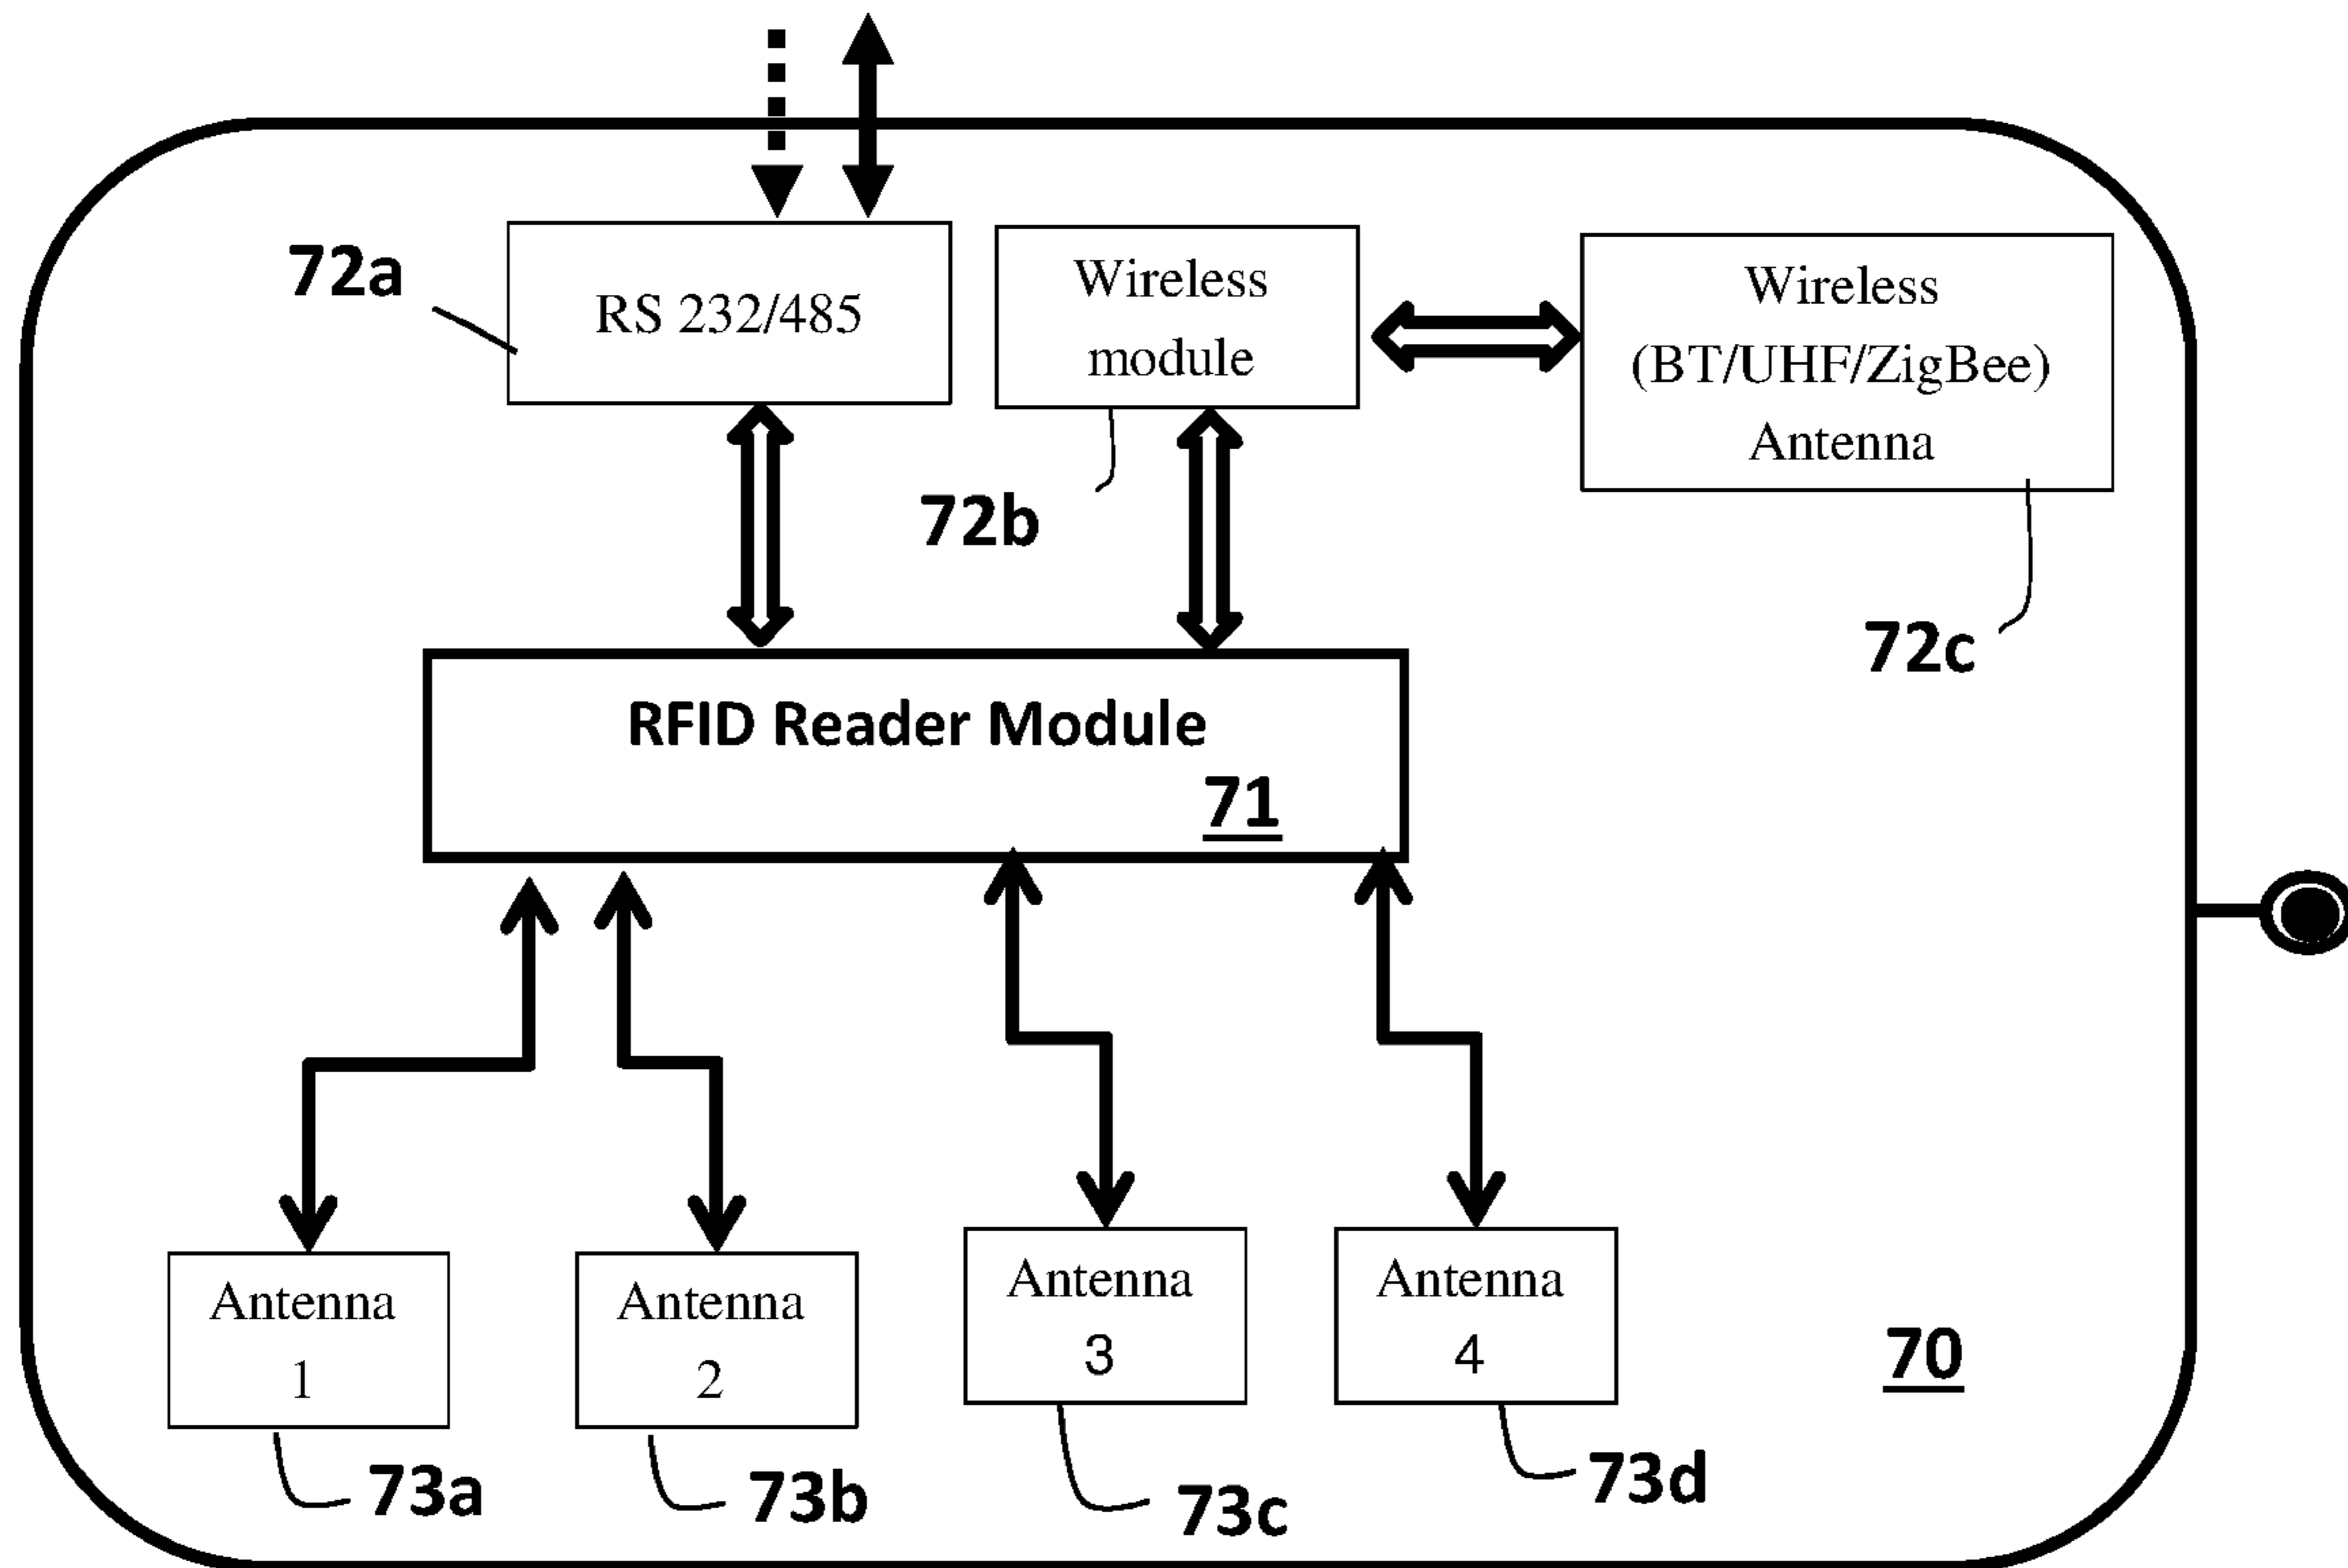 72a
RS 232/485
Wireless
module
Wireless
(BT/UHF/ZigBee)
Antenna
72b
72c
RFID Reader Module
71
Antenna
1
Antenna
2
Antenna
3
Antenna
4
70
73a
73b
73c
73d